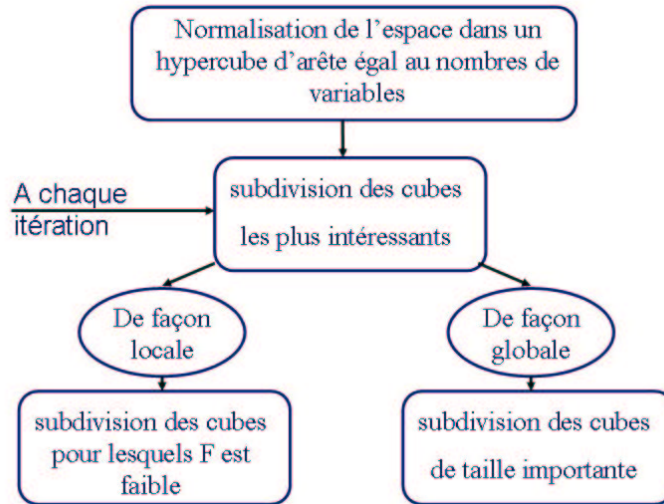 Normalisation de l'espace dans un
hypercube d'arête égal au nombres de
variables
A chaque
itération
subdivision des cubes
les plus intéressants
De façon
locale
De façon
globale
subdivision des cubes
pour lesquels F est
faible
subdivision des cubes
de taille importante